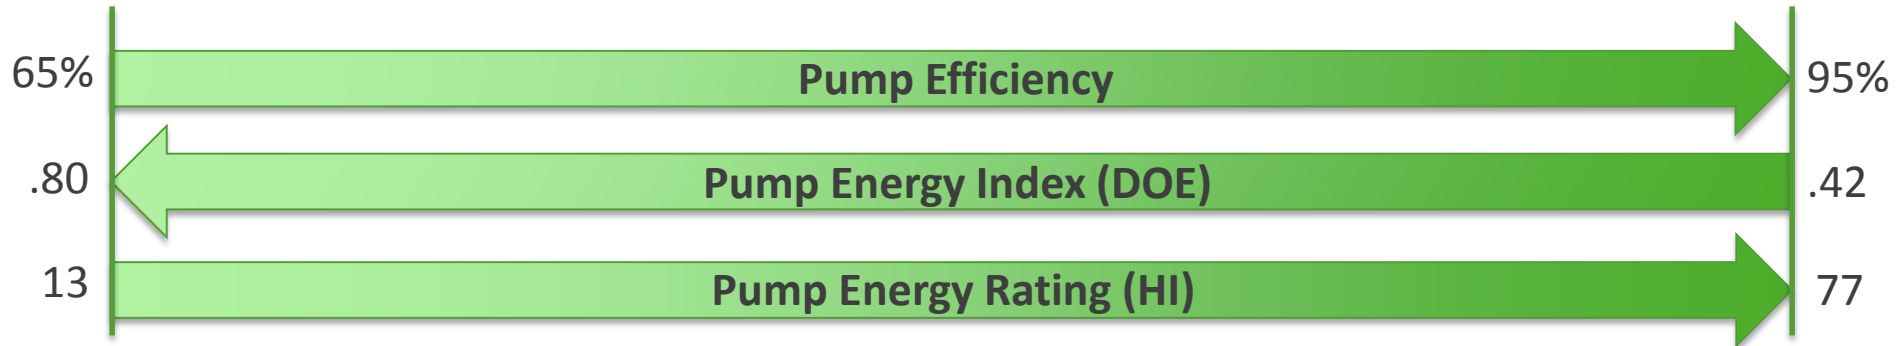 65% Pump Efficiency 95%
.80 Pump Energy Index (DOE) .42
13 Pump Energy Rating (HI) 77